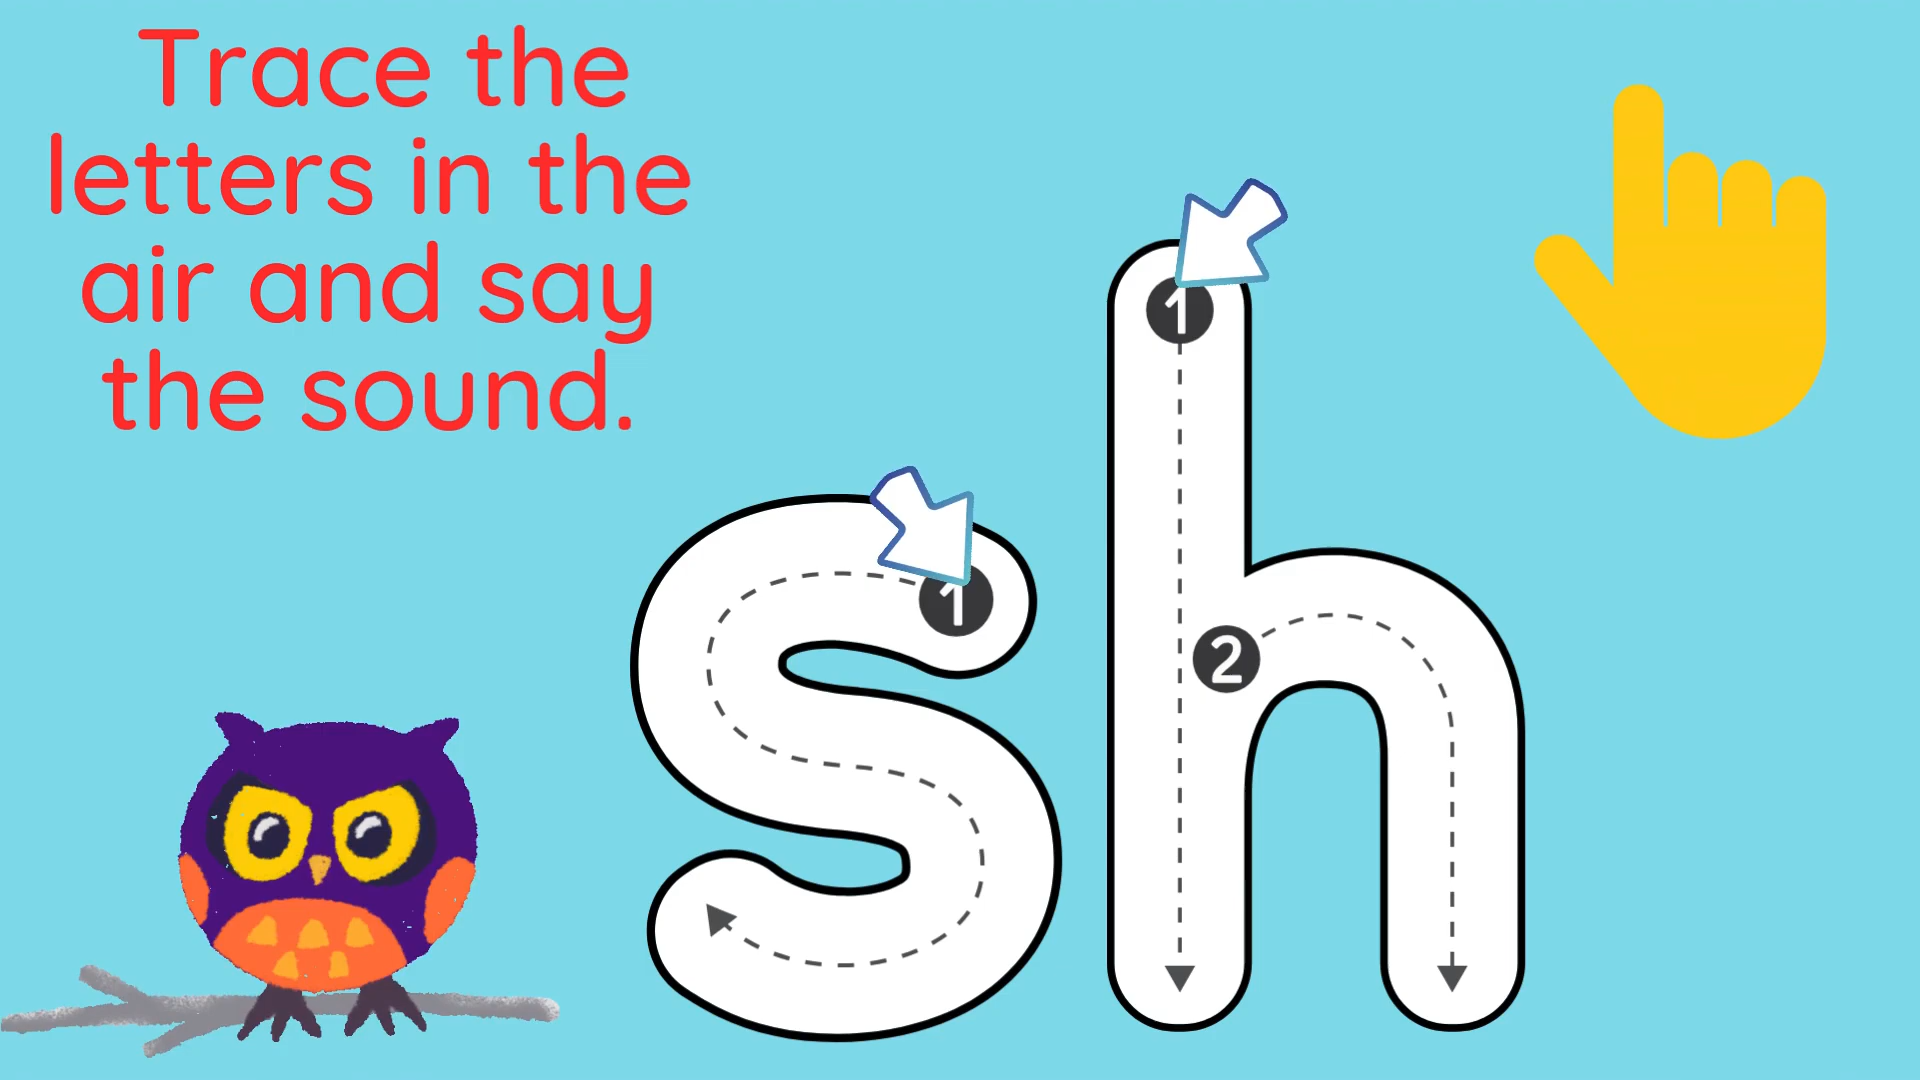 Trace the
letters in the
air and say
the sound.
sh
1
1
2